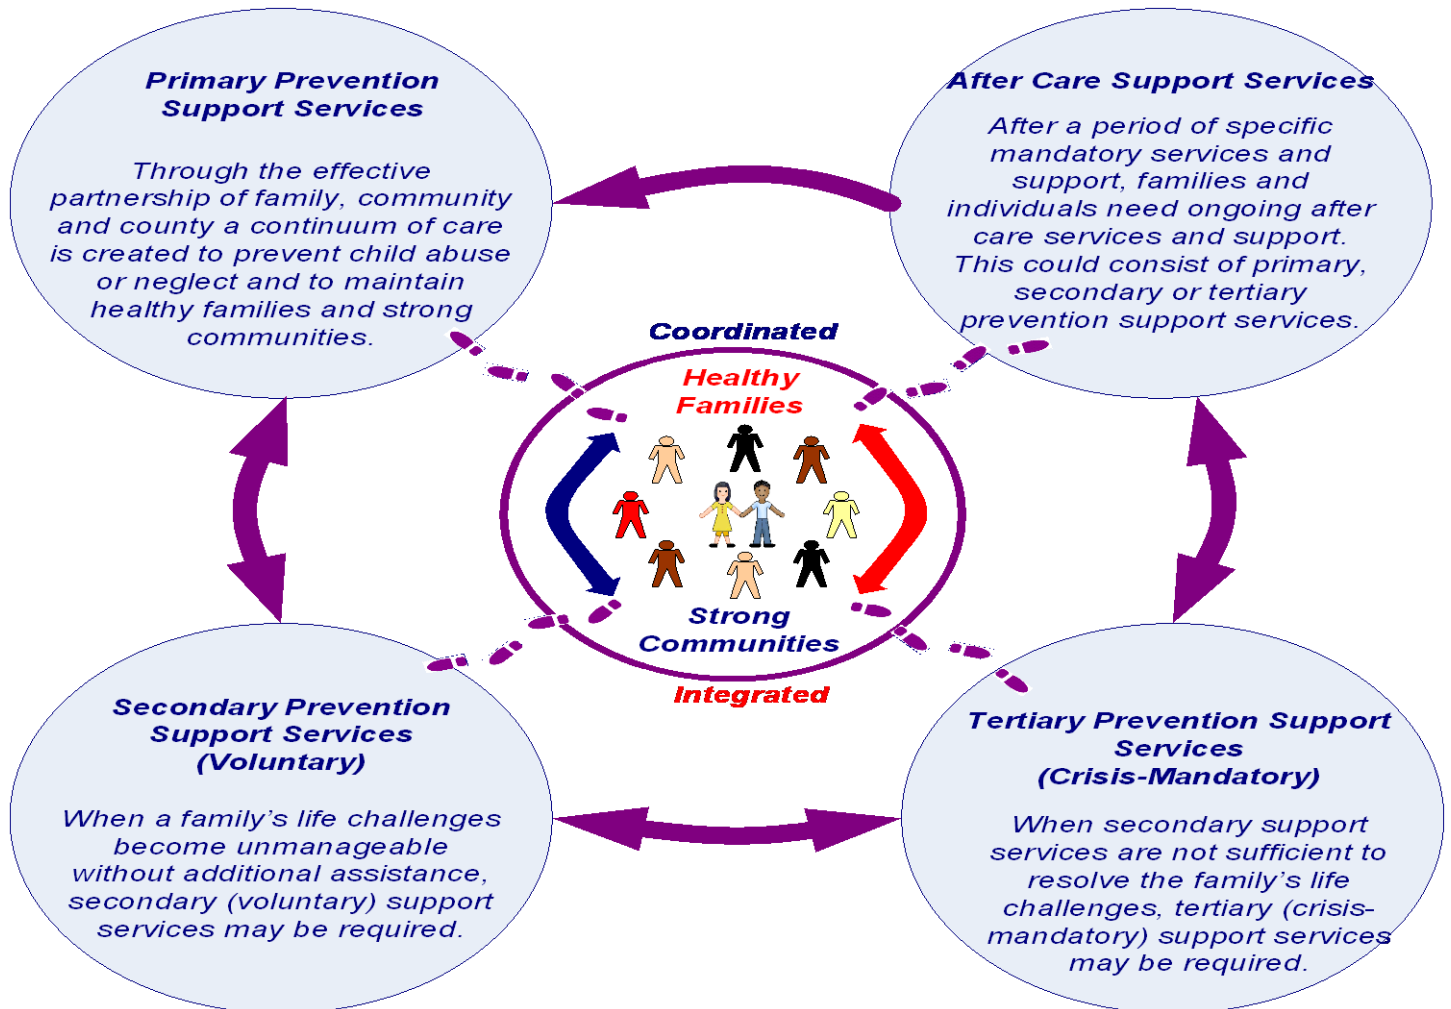 Primary Prevention
Support Services
Through the effective
partnership of family, community
and county a continuum of care
is created to prevent child abuse
or neglect and to maintain
healthy families and strong
communities.
After Care Support Services
After a period of specific
mandatory services and
support, families and
individuals need ongoing after
care services and support.
This could consist of primary,
secondary or tertiary
prevention support services.
Coordinated
Healthy
Families
Strong
Communities
Integrated
Secondary Prevention
Support Services
(Voluntary)
When a family’s life challenges
become unmanageable
without additional assistance,
secondary (voluntary) support
services may be required.
Tertiary Prevention Support
Services
(Crisis-Mandatory)
When secondary support
services are not sufficient to
resolve the family’s life
challenges, tertiary (crisis-
mandatory) support services
may be required.